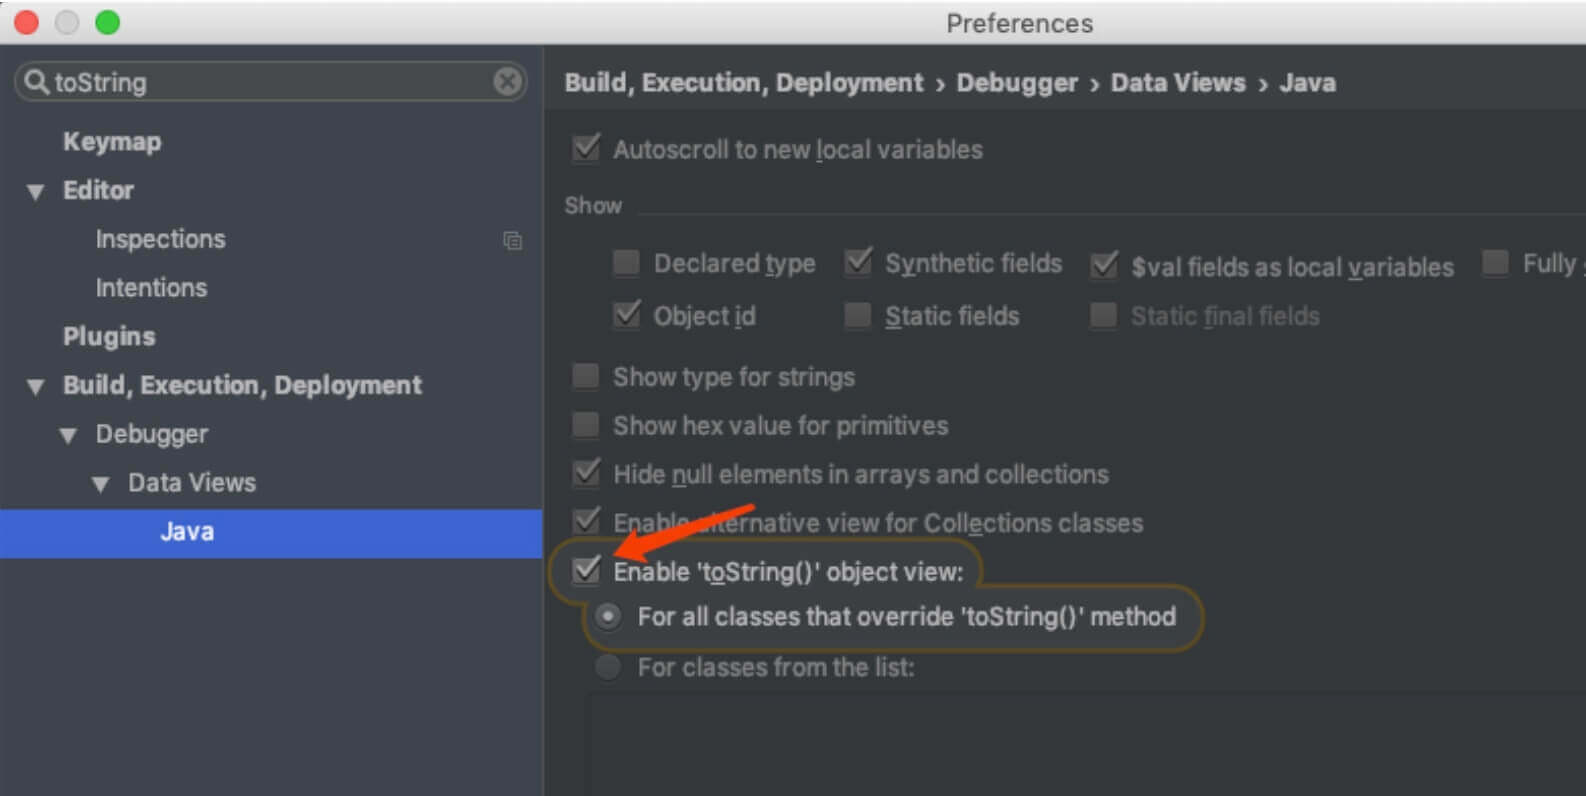 Preferences
toString
Keymap
Editor
Inspections
Intentions
Plugins
Build, Execution, Deployment
Debugger
Data Views
Java
Build, Execution, Deployment › Debugger › Data Views › Java
Autoscroll to new local variables
Show
Declared type Synthetic fields $val fields as local variables Fully
Object id Static fields Static final fields
Show type for strings
Show hex value for primitives
Hide null elements in arrays and collections
Enable alternative view for Collections classes
Enable 'toString()' object view:
For all classes that override 'toString()' method
For classes from the list: